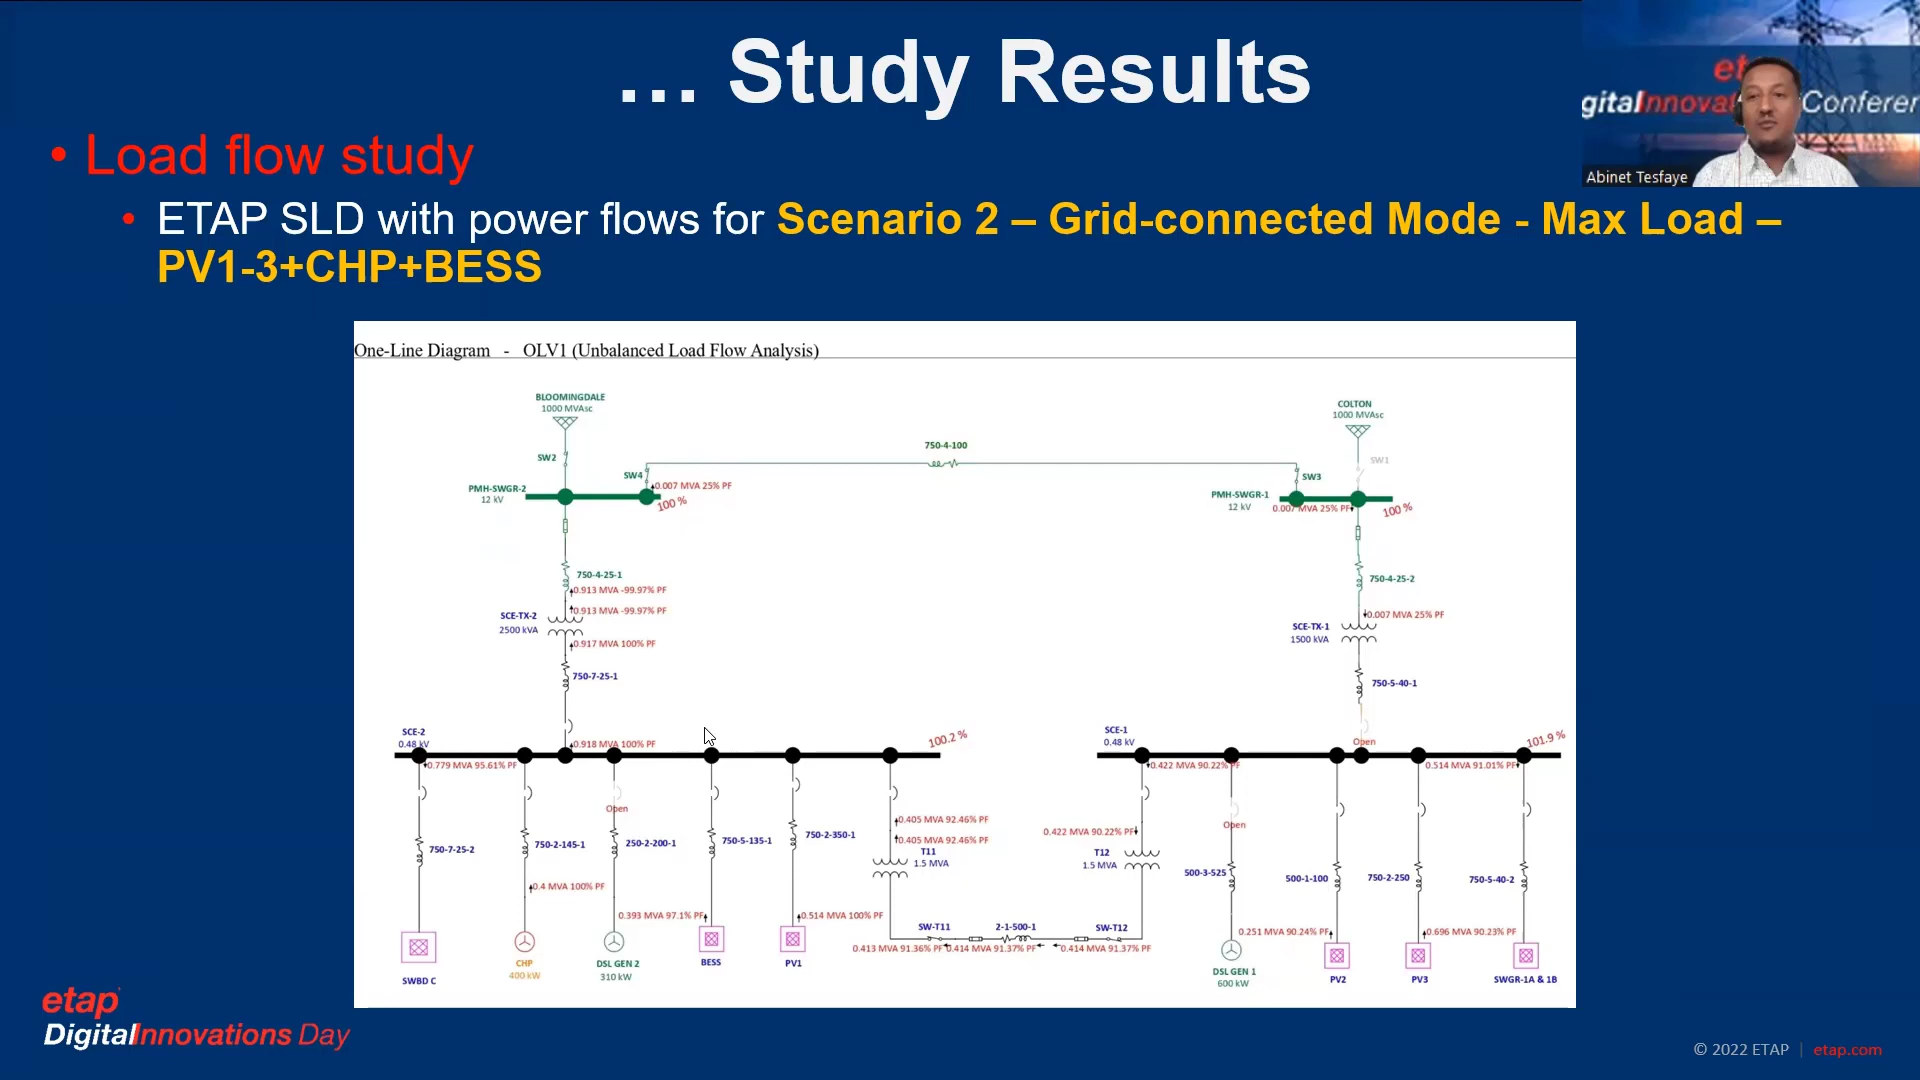 … Study Results
etap
gitalInnovat Conferen
Abinet Tesfaye
• Load flow study
• ETAP SLD with power flows for Scenario 2 – Grid-connected Mode - Max Load –
PV1-3+CHP+BESS
One-Line Diagram - OLV1 (Unbalanced Load Flow Analysis)
BLOOMINGDALE
1000 MVAsc
COLTON
1000 MVAsc
750-4-100
SW2
SW4
SW3
SW1
0.007 MVA 25% PF
PMH-SWGR-2
12 kV
100 %
PMH-SWGR-1
12 kV
0.007 MVA 25% PF
100 %
750-4-25-1
0.913 MVA -99.97% PF
750-4-25-2
SCE-TX-2
2500 kVA
0.913 MVA -99.97% PF
0.917 MVA 100% PF
0.007 MVA 25% PF
SCE-TX-1
1500 kVA
750-7-25-1
750-5-40-1
SCE-2
0.48 kV
0.918 MVA 100% PF
100.2 %
SCE-1
0.48 kV
Open
101.9 %
0.779 MVA 95.61% PF
0.422 MVA 90.22% PF
0.514 MVA 91.01% PF
Open
Open
0.405 MVA 92.46% PF
0.405 MVA 92.46% PF
0.422 MVA 90.22% PF
750-7-25-2
750-2-145-1
250-2-200-1
750-5-135-1
750-2-350-1
T11
1.5 MVA
T12
1.5 MVA
500-3-525
500-1-100
750-2-250
750-5-40-2
0.4 MVA 100% PF
0.393 MVA 97.1% PF
0.514 MVA 100% PF
SW-T11
2-1-500-1
SW-T12
0.413 MVA 91.36% PF
0.414 MVA 91.37% PF
0.414 MVA 91.37% PF
0.251 MVA 90.24% PF
0.696 MVA 90.23% PF
SWBD C
CHP
400 kW
DSL GEN 2
310 kW
BESS
PV1
DSL GEN 1
600 kW
PV2
PV3
SWGR-1A & 1B
etap
DigitalInnovations Day
© 2022 ETAP | etap.com